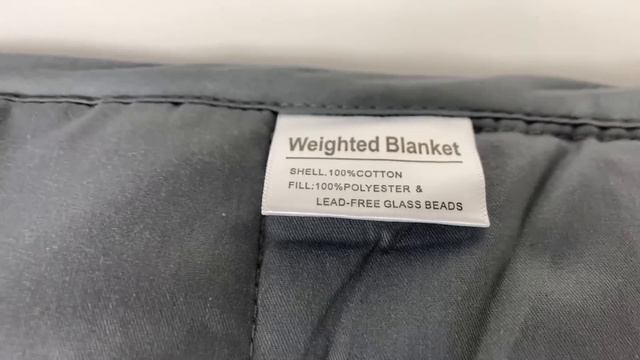 Weighted Blanket
SHELL.100%COTTON
FILL:100%POLYESTER &
LEAD-FREE GLASS BEADS